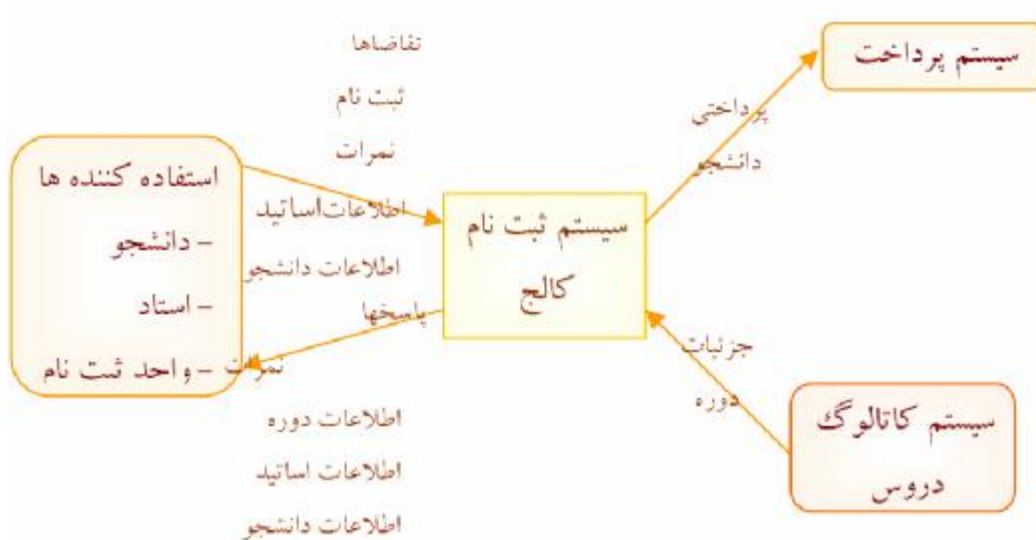 تقاضاها
ثبت نام
نمرات
اطلاعات اساتید
اطلاعات دانشجو
سیستم پرداخت
پرداختی
دانشجو
استفاده کننده ها
- دانشجو
- استاد
- واحد ثبت نام
سیستم ثبت نام
کالج
پاسخها
نمرات
اطلاعات دوره
اطلاعات اساتید
اطلاعات دانشجو
جزئیات
دوره
سیستم کاتالوگ
دروس